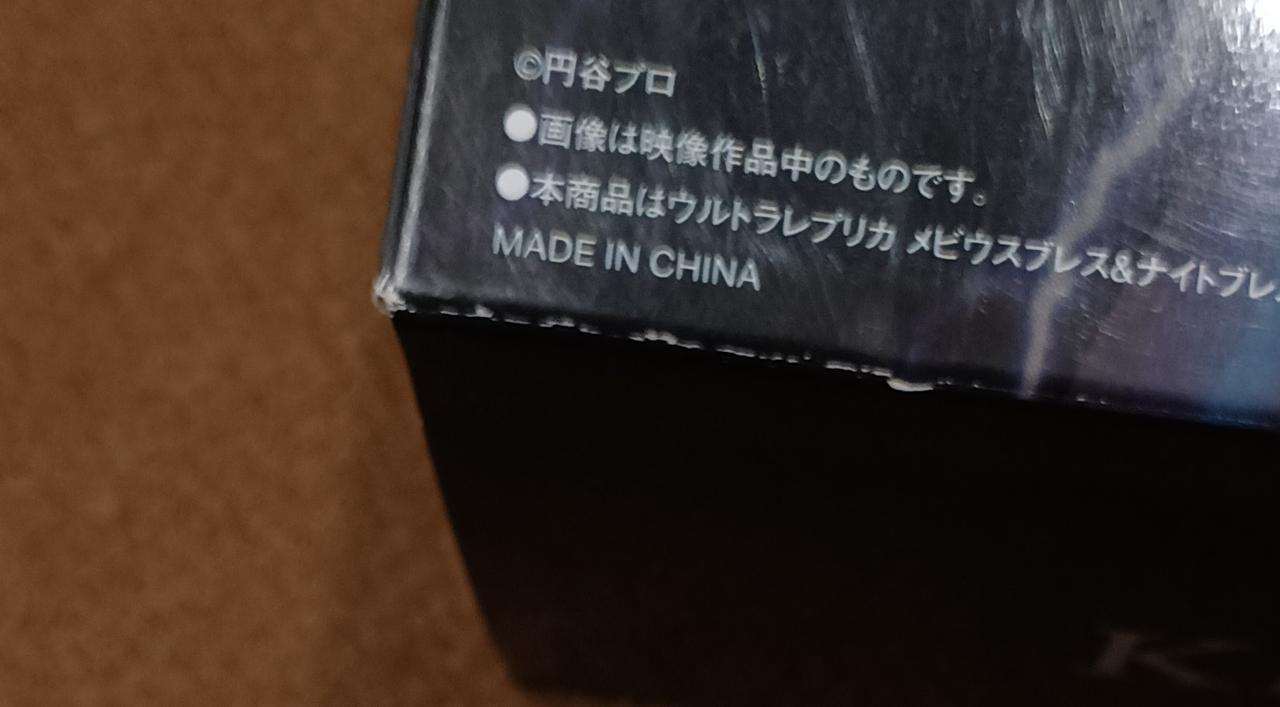 ©円谷プロ
●画像は映像作品中のものです。
●本商品はウルトラレプリカ メビウスブレス&ナイトブレ
MADE IN CHINA
K